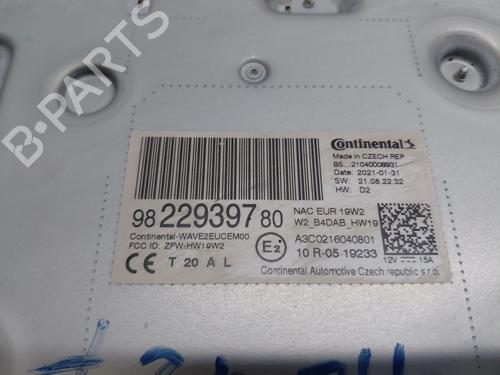 B-PARTS
Continental
Made in CZECH REP
BS...21040008931
Date: 2021-01-31
SW: 21.08.22.32
HW: D2
98 229397 80
NAC EUR 19W2
W2_B4DAB_HW19
Continental-WAVE2EUCEM00
FCC ID: ZFW-HW19W2
E2
A3C0216040801
10 R-05 19233
CE T 20 A L
12V 15A
Continental Automotive Czech republic s.r.o.